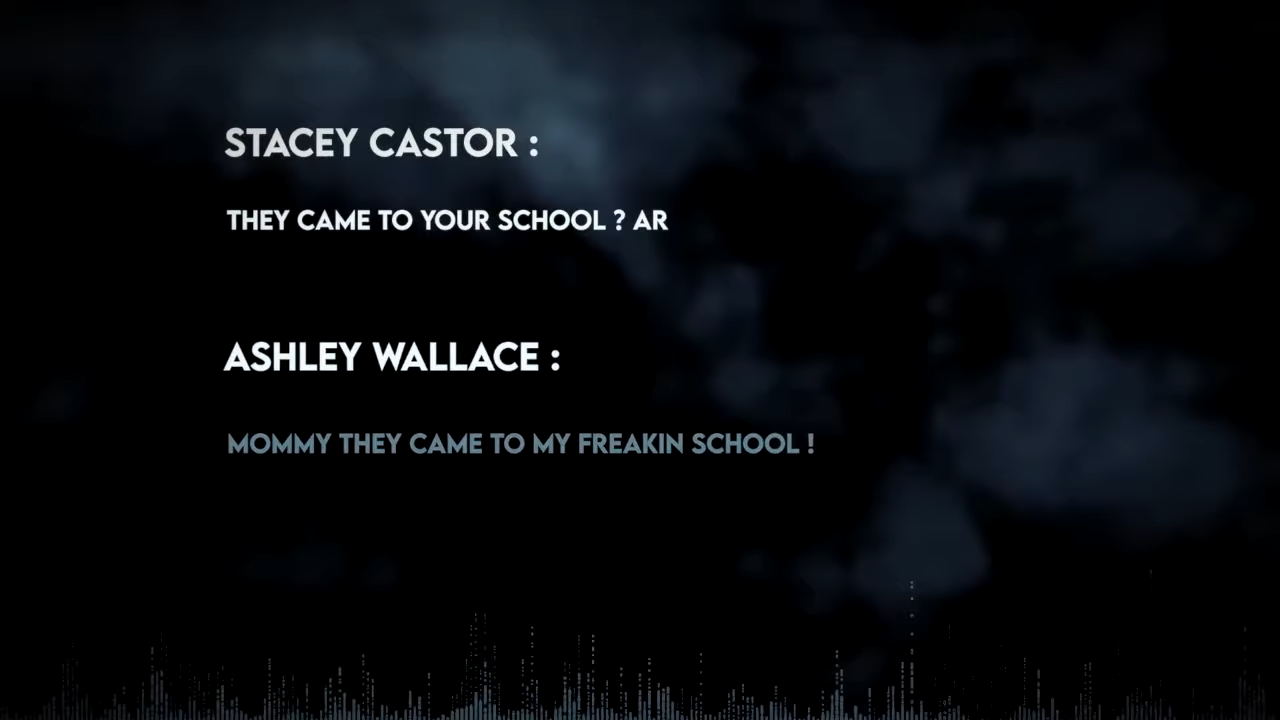 STACEY CASTOR :
THEY CAME TO YOUR SCHOOL ? AR
ASHLEY WALLACE :
MOMMY THEY CAME TO MY FREAKIN SCHOOL !